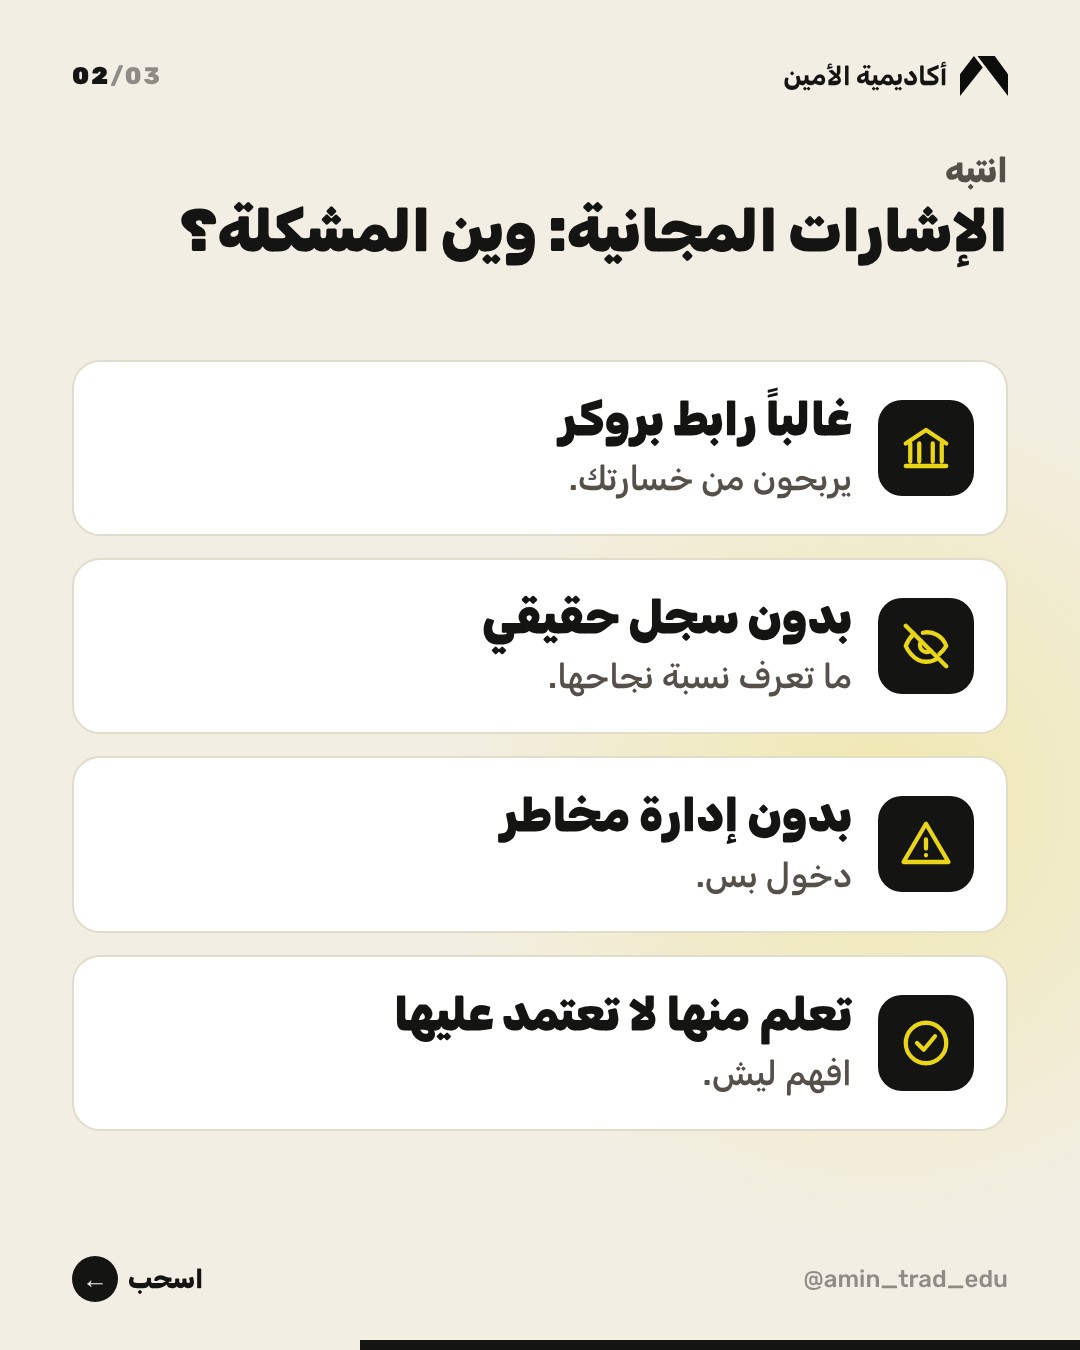 أكاديمية الأمين
02/03
انتبه
الإشارات المجانية: وين المشكلة؟
غالباً رابط بروكر
يربحون من خسارتك.
بدون سجل حقيقي
ما تعرف نسبة نجاحها.
بدون إدارة مخاطر
دخول بس.
تعلم منها لا تعتمد عليها
افهم ليش.
@amin_trad_edu
اسحب ←